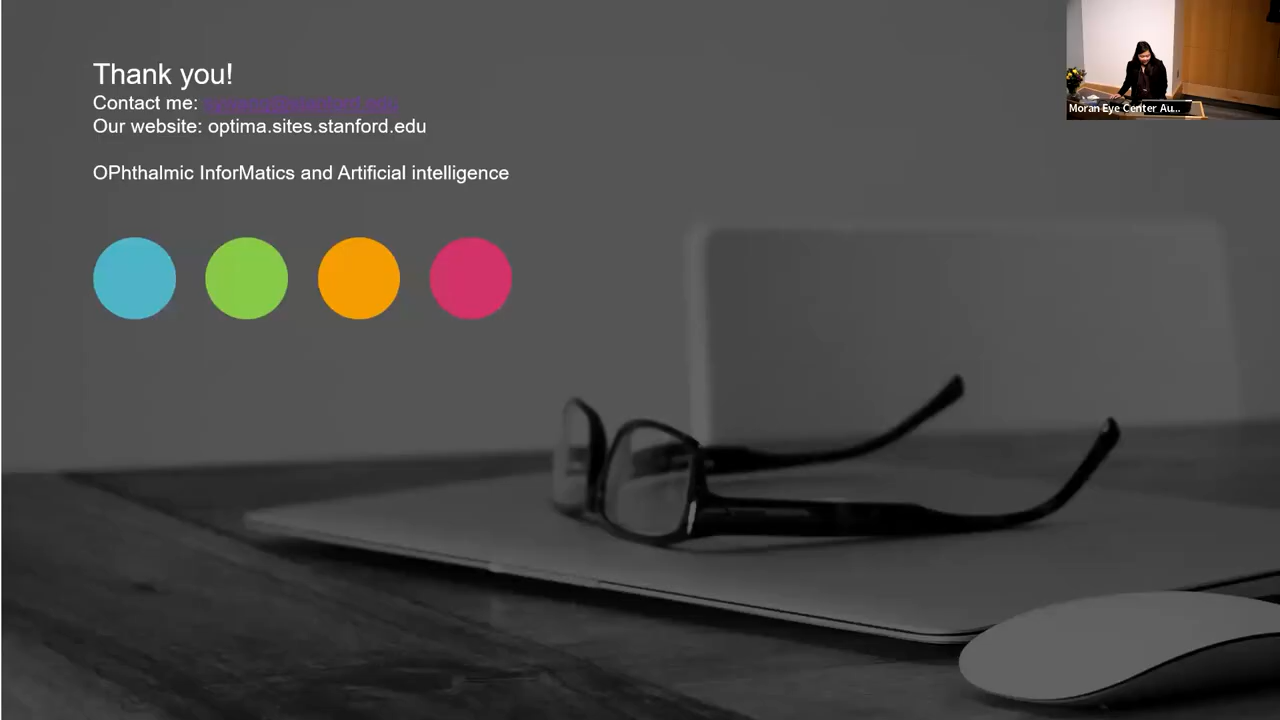 Thank you!
Contact me:
Our website: optima.sites.stanford.edu
OPhthalmic InforMatics and Artificial intelligence
Moran Eye Center Au...